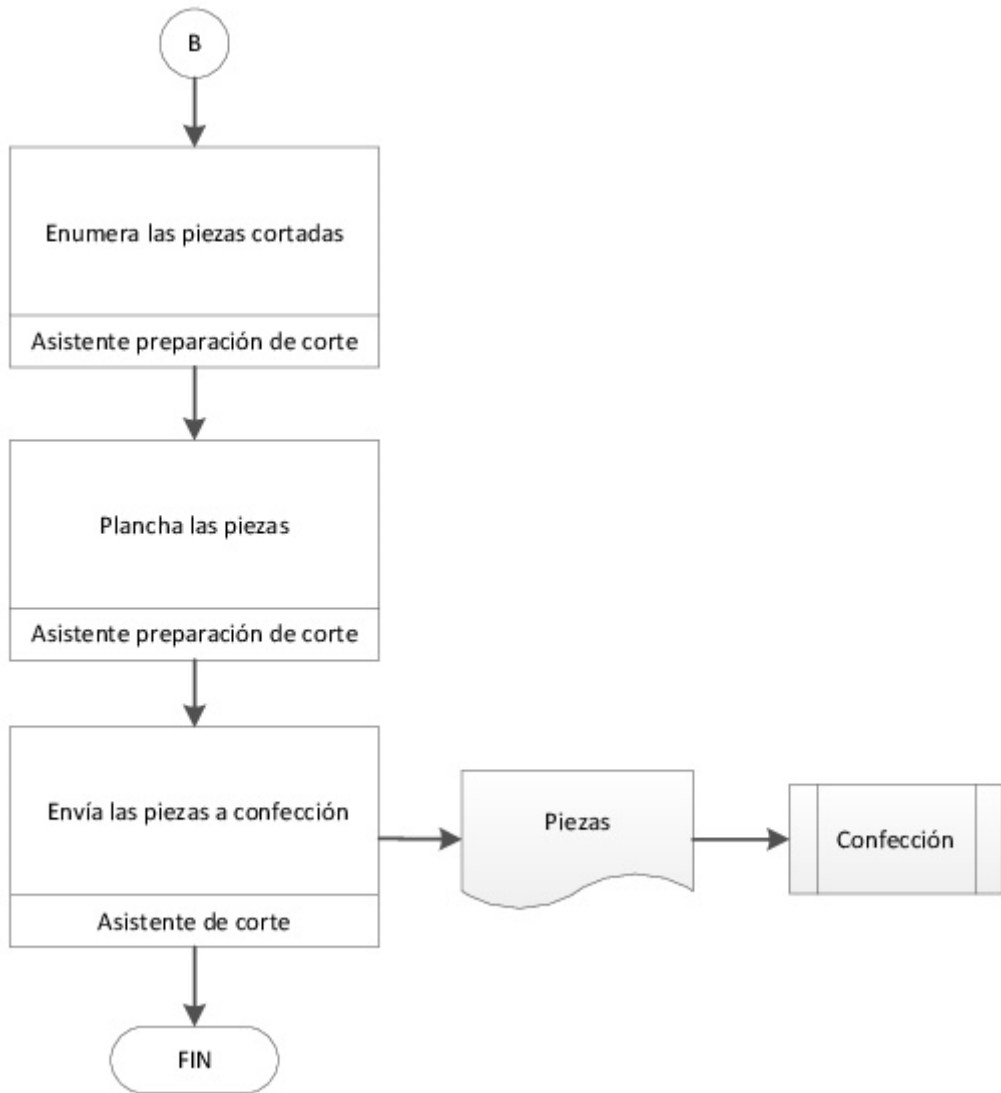 B
Enumera las piezas cortadas
Asistente preparación de corte
Plancha las piezas
Asistente preparación de corte
Envía las piezas a confección
Asistente de corte
Piezas
Confección
FIN